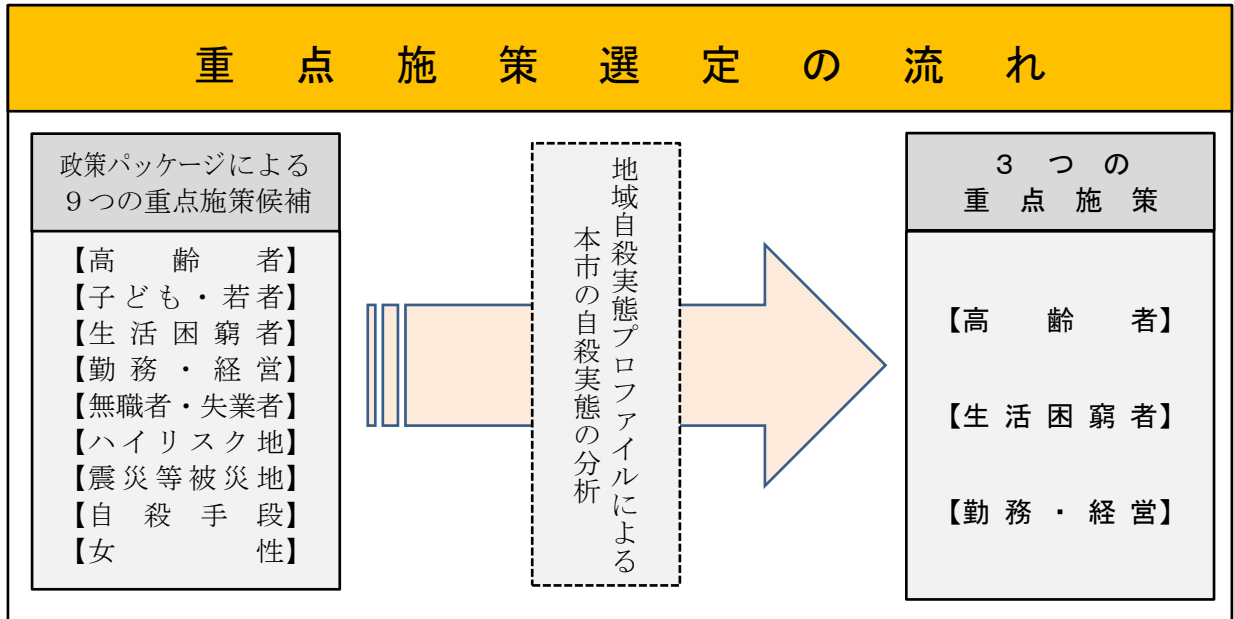 重点施策選定の流れ
政策パッケージによる
９つの重点施策候補
【高齢者】
【子ども・若者】
【生活困窮者】
【勤務・経営】
【無職者・失業者】
【ハイリスク地】
【震災等被災地】
【自殺手段】
【女性】
地域自殺実態プロファイルによる
本市の自殺実態の分析
３つの
重点施策
【高齢者】
【生活困窮者】
【勤務・経営】